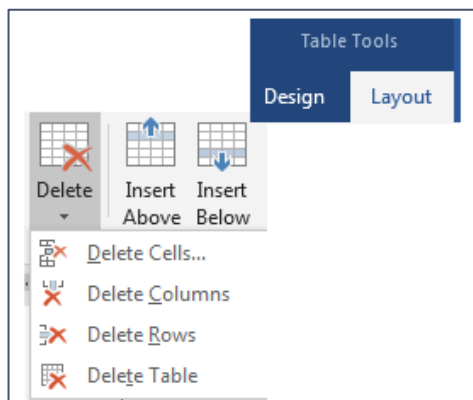 Table Tools
Design Layout
Delete Insert Insert
Above Below
Delete Cells...
Delete Columns
Delete Rows
Delete Table